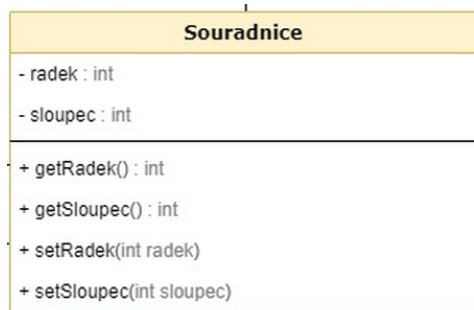 Souradnice
- radek : int
- sloupec : int
+ getRadek() : int
+ getSloupec() : int
+ setRadek(int radek)
+ setSloupec(int sloupec)